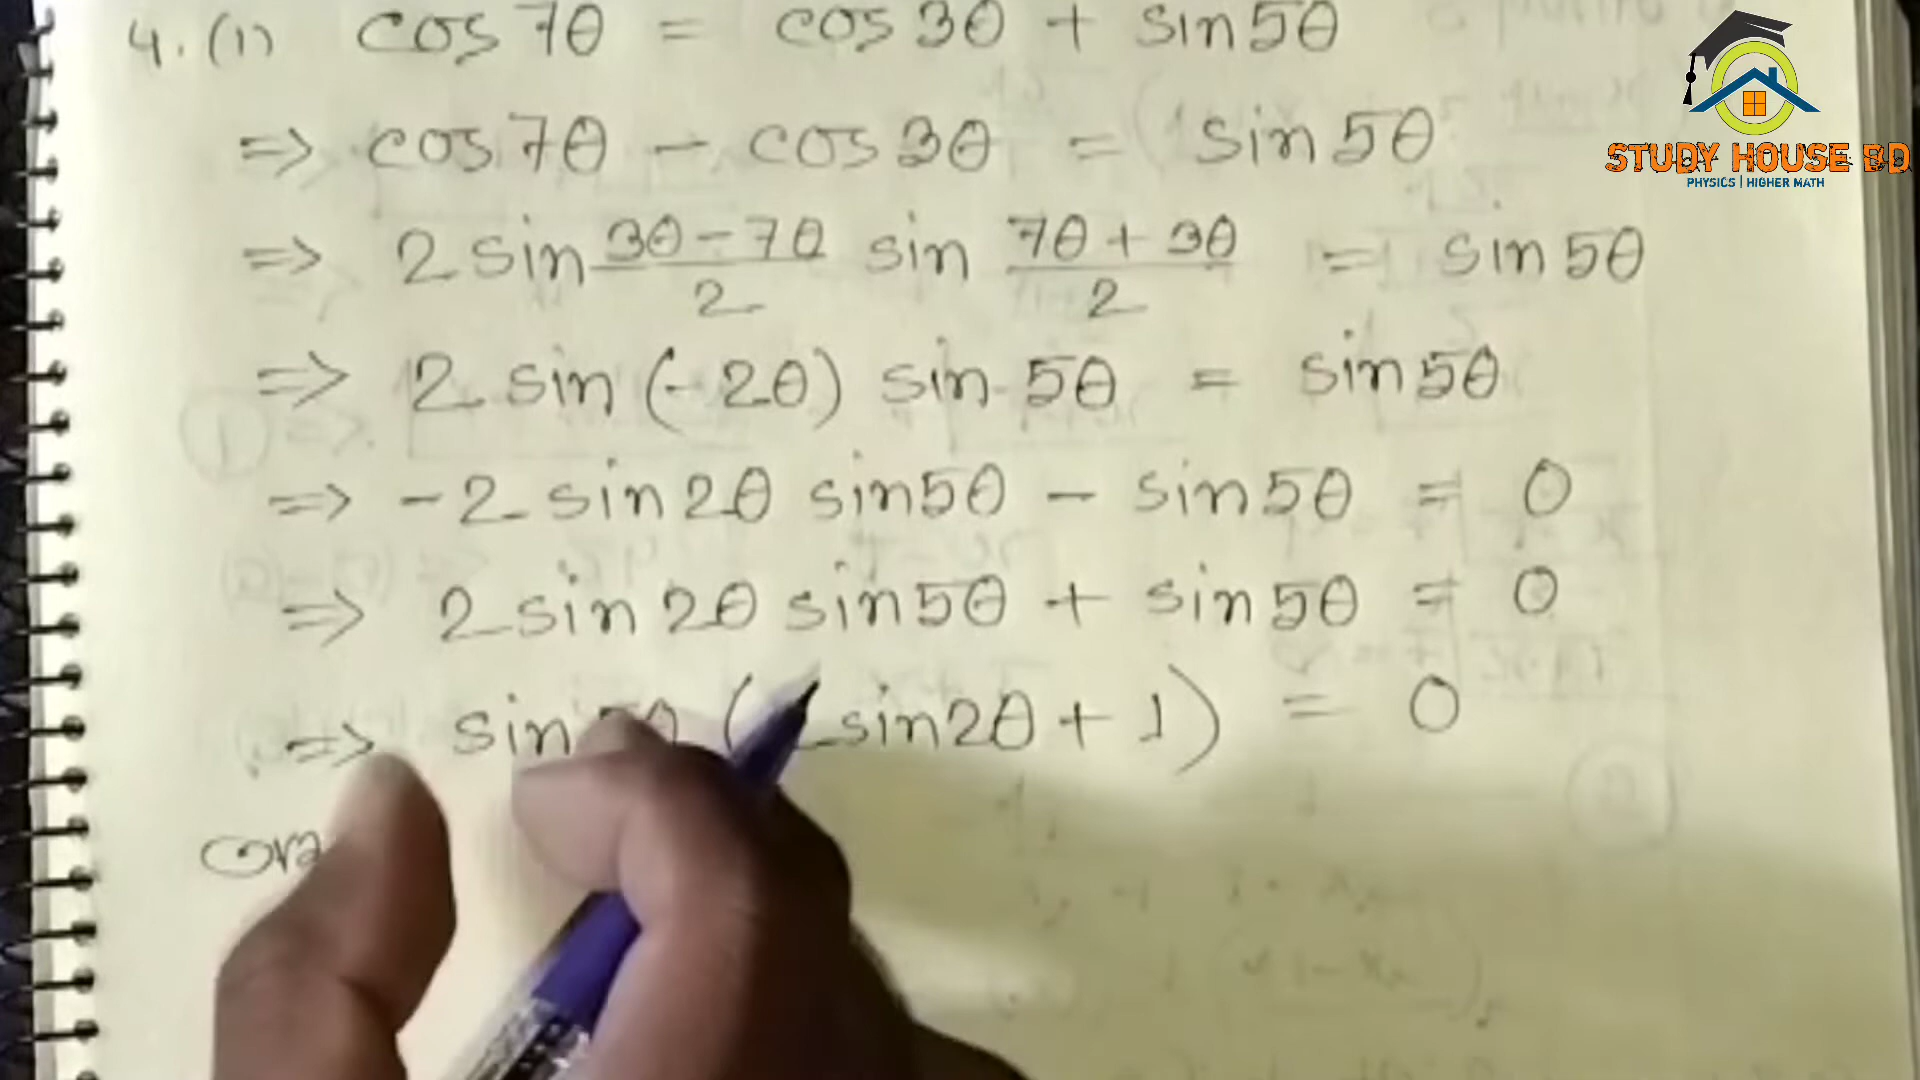 4. (1) cos 7θ = cos 3θ + sin 5θ
⇒ cos 7θ − cos 3θ = sin 5θ
⇒ 2 sin (3θ − 7θ)/2 sin (7θ + 3θ)/2 = sin 5θ
⇒ 2 sin (−2θ) sin 5θ = sin 5θ
⇒ −2 sin 2θ sin 5θ − sin 5θ = 0
⇒ 2 sin 2θ sin 5θ + sin 5θ = 0
⇒ sin 5θ (2 sin 2θ + 1) = 0
STUDY HOUSE BD
PHYSICS | HIGHER MATH